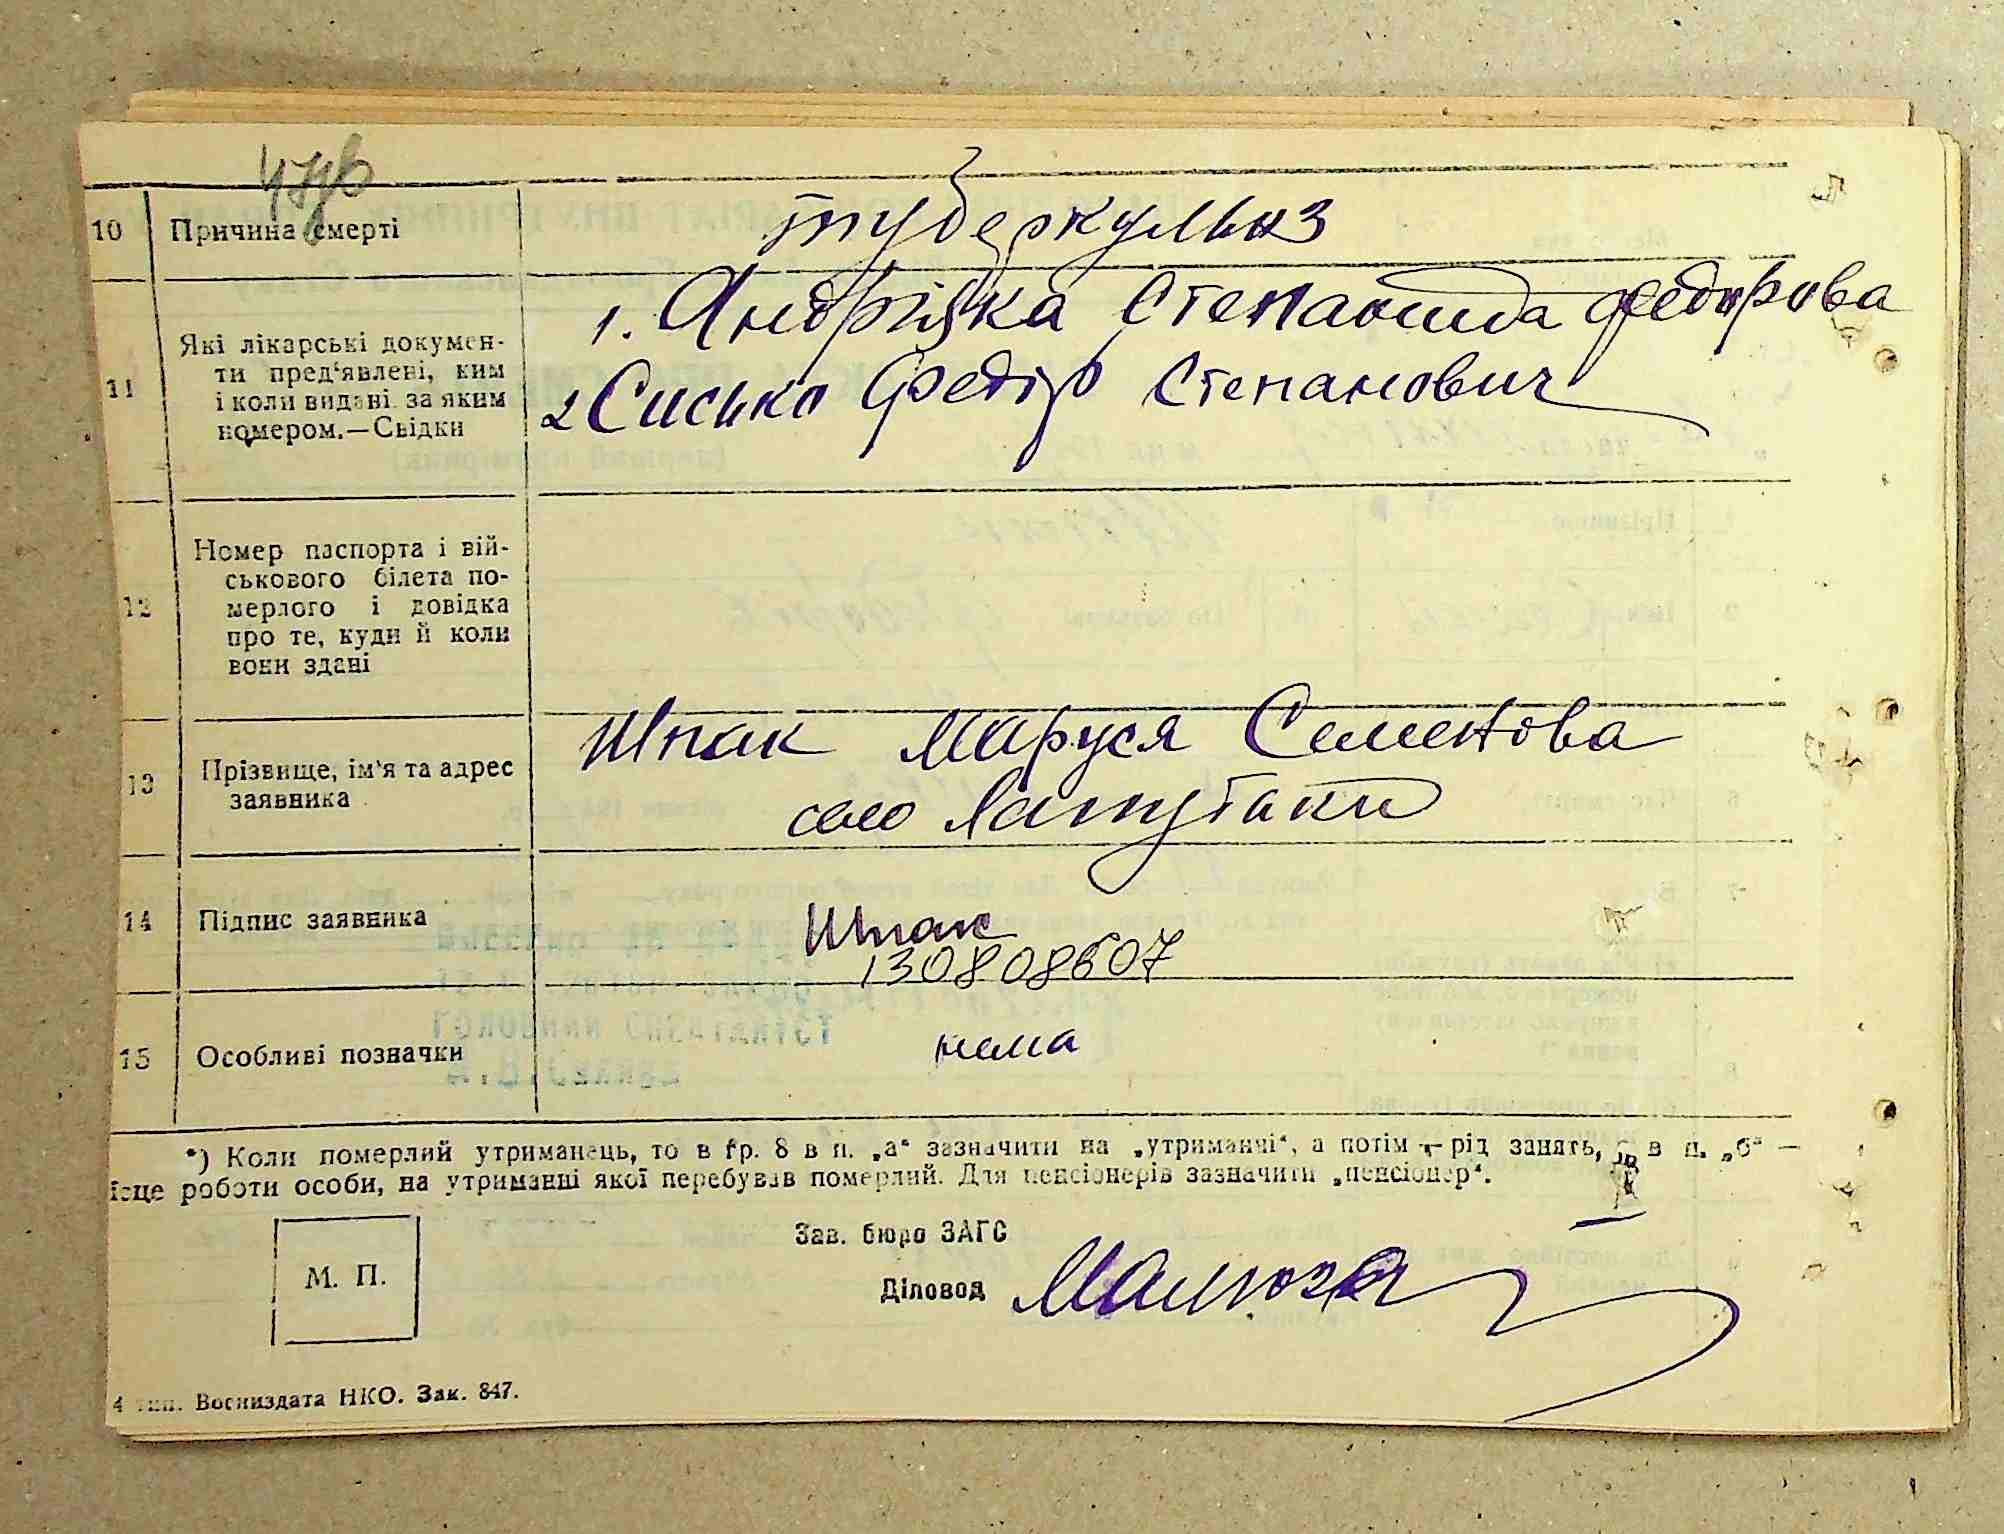 10 Причина смерті туберкульоз
11 Які лікарські докумен-
ти пред'явлені, ким
і коли видані за яким
номером.—Свідки
1. Андріяка Степанида Федорова
2 Сисько Федір Степанович
12 Номер паспорта і вій-
ськового білета по-
мерлого і довідка
про те, куди й коли
вони здані
13 Прізвище, ім'я та адрес
заявника
Шпак Маруся Семенова
село
14 Підпис заявника Шпак
130808607
15 Особливі позначки нема
*) Коли померлий утриманець, то в гр. 8 в п. „а“ зазначити на „утриманчі“, а потім — рід занять, в п. „б“ —
ісце роботи особи, на утриманні якої перебував померлий. Для пенсіонерів зазначити „пенсіонер“.
М. П.
Зав. бюро ЗАГС
Діловод
4 тип. Воениздата НКО. Зак. 847.